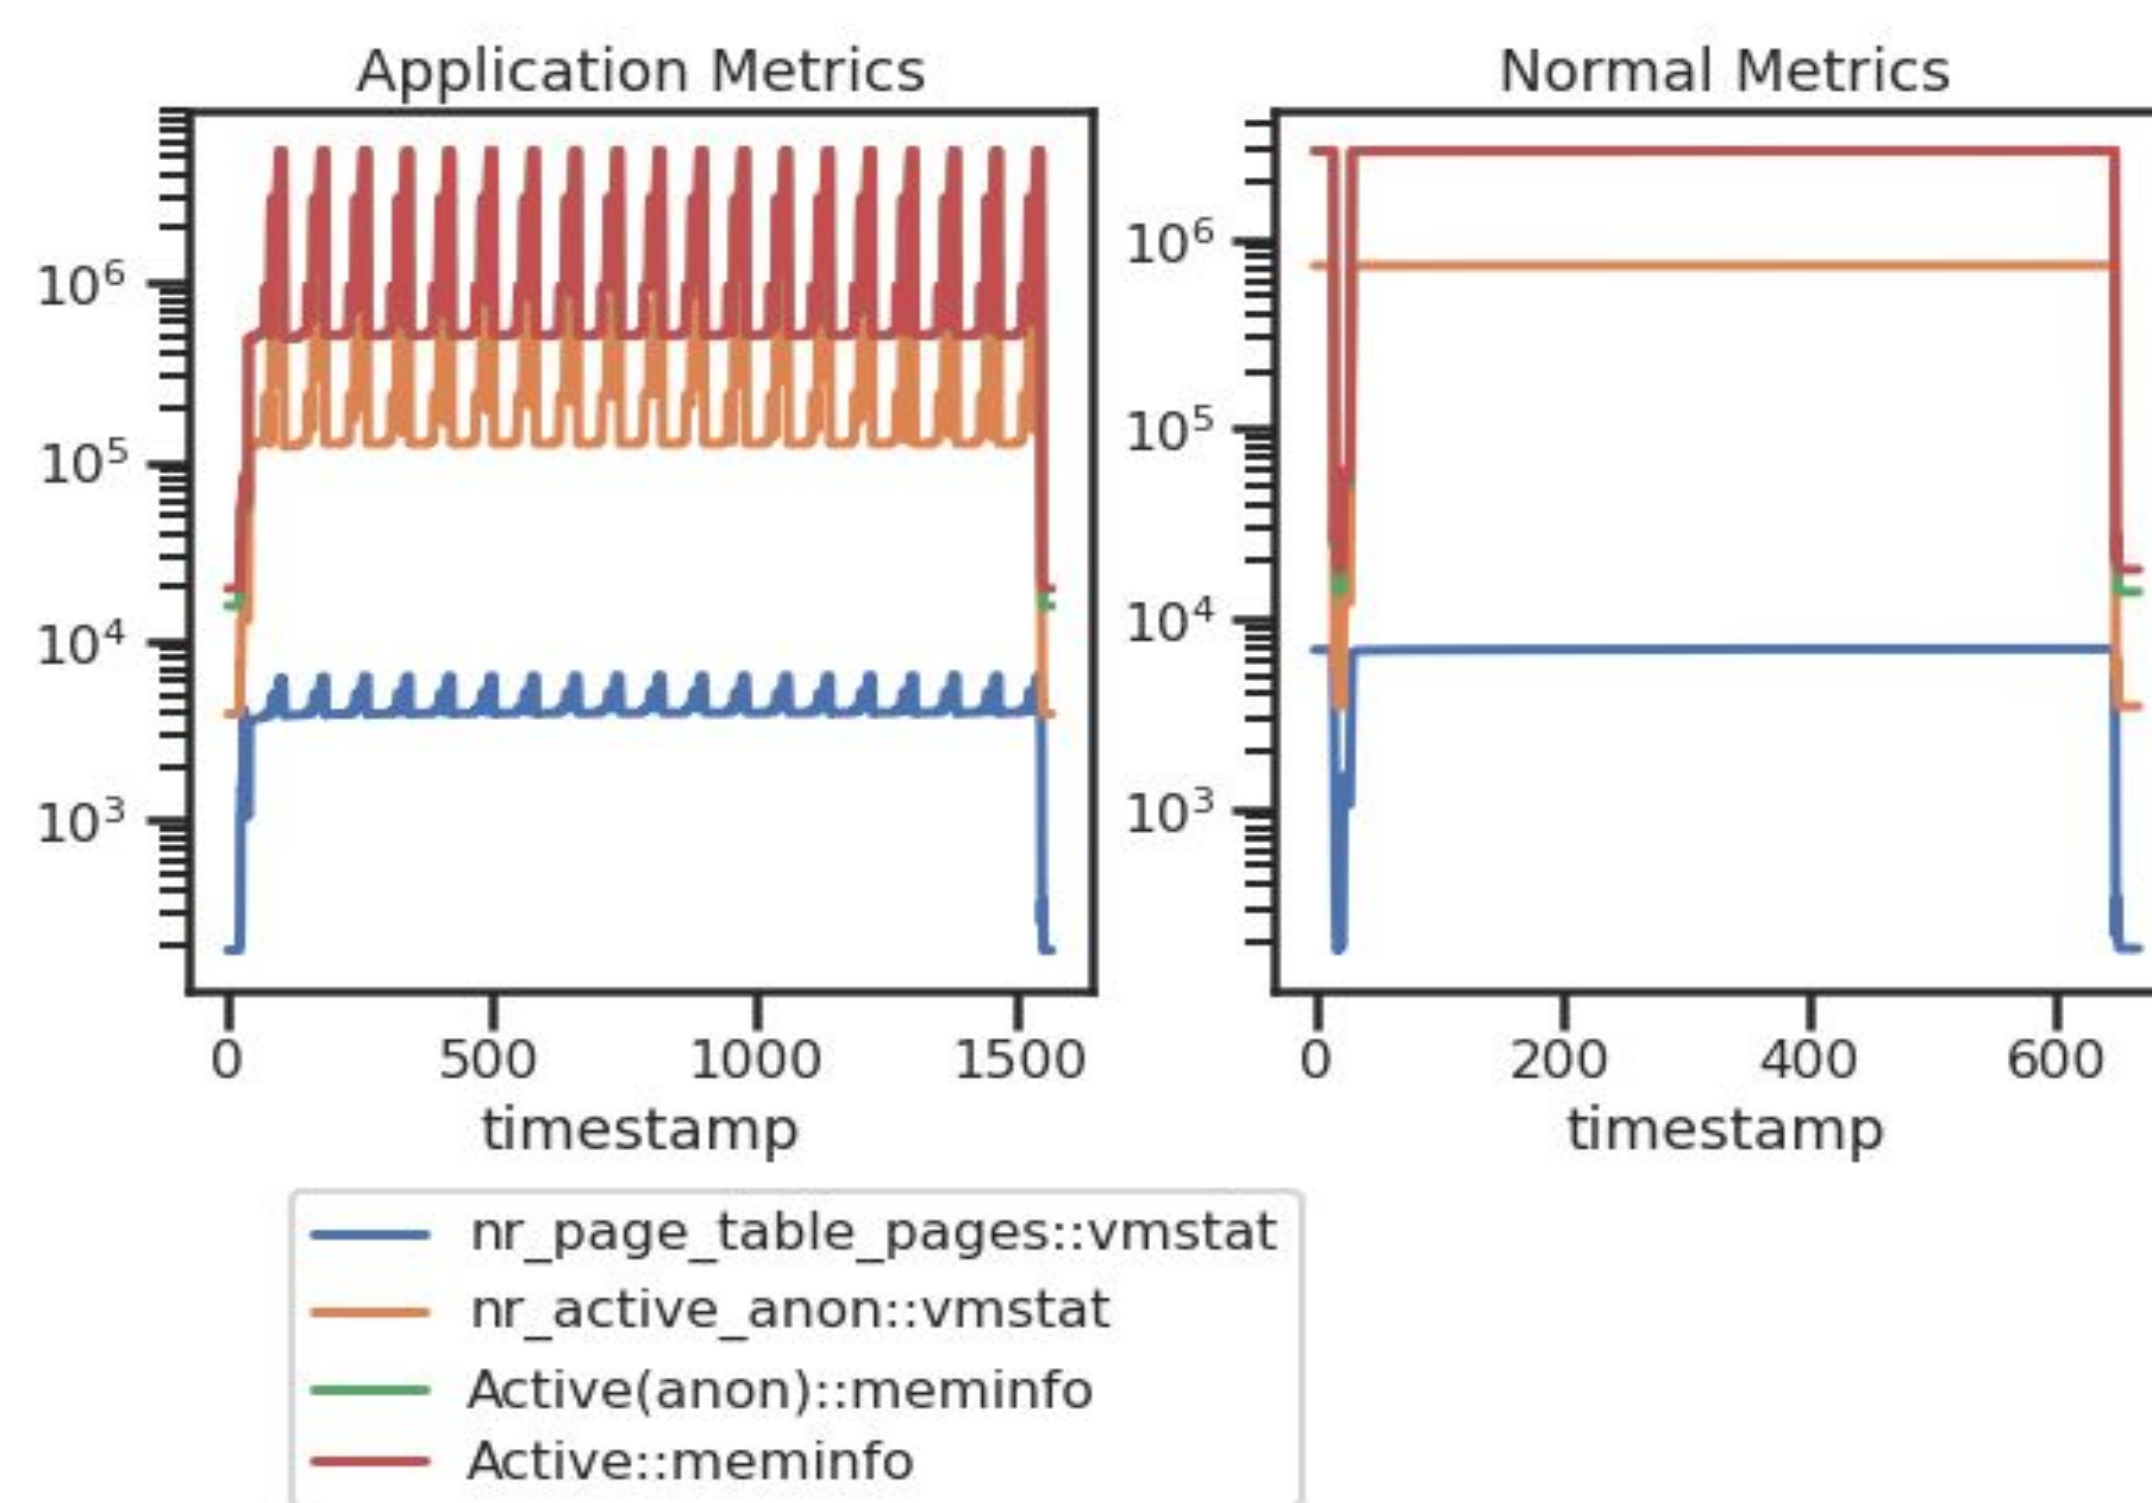 Application Metrics
10⁶
10⁵
10⁴
10³
0 500 1000 1500
timestamp
Normal Metrics
10⁶
10⁵
10⁴
10³
0 200 400 600
timestamp
nr_page_table_pages::vmstat
nr_active_anon::vmstat
Active(anon)::meminfo
Active::meminfo